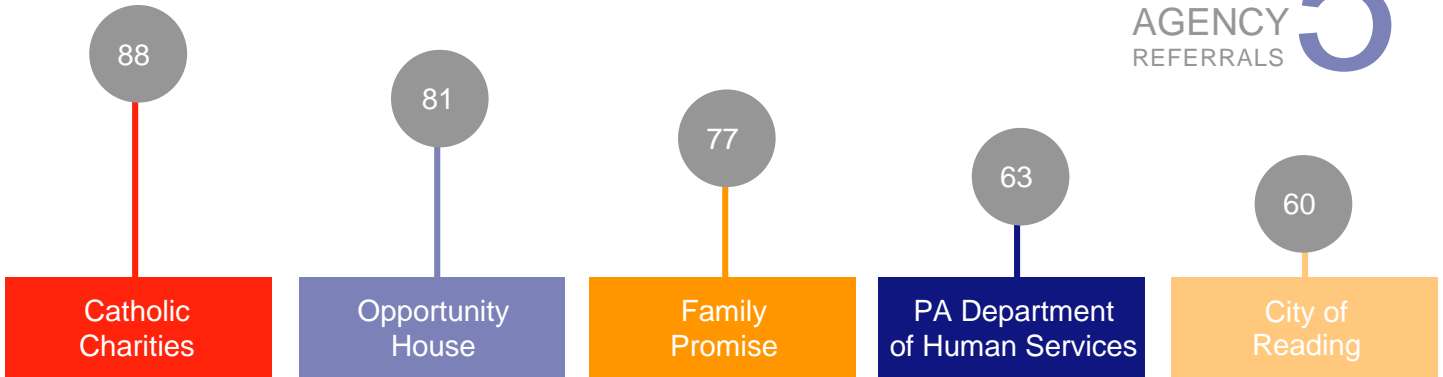 AGENCY
REFERRALS
88
81
77
63
60
Catholic
Charities
Opportunity
House
Family
Promise
PA Department
of Human Services
City of
Reading